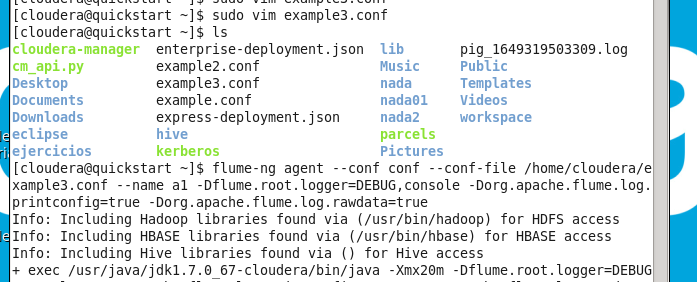 [cloudera@quickstart ~]$ sudo vim example3.conf
[cloudera@quickstart ~]$ sudo vim example3.conf
[cloudera@quickstart ~]$ ls
cloudera-manager enterprise-deployment.json lib pig_1649319503309.log
cm_api.py example2.conf Music Public
Desktop example3.conf nada Templates
Documents example.conf nada01 Videos
Downloads express-deployment.json nada2 workspace
eclipse hive parcels
ejercicios kerberos Pictures
[cloudera@quickstart ~]$ flume-ng agent --conf conf --conf-file /home/cloudera/e
xample3.conf --name a1 -Dflume.root.logger=DEBUG,console -Dorg.apache.flume.log.
printconfig=true -Dorg.apache.flume.log.rawdata=true
Info: Including Hadoop libraries found via (/usr/bin/hadoop) for HDFS access
Info: Including HBASE libraries found via (/usr/bin/hbase) for HBASE access
Info: Including Hive libraries found via () for Hive access
+ exec /usr/java/jdk1.7.0_67-cloudera/bin/java -Xmx20m -Dflume.root.logger=DEBUG